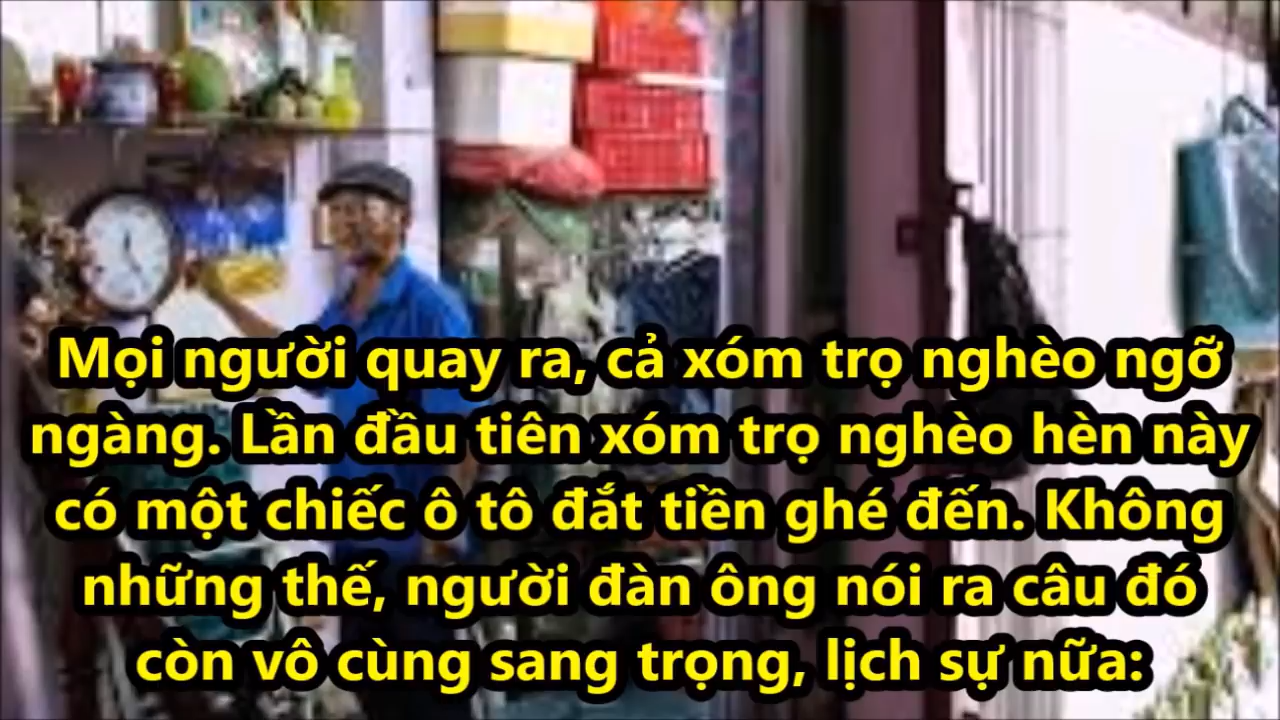 Mọi người quay ra, cả xóm trọ nghèo ngỡ
ngàng. Lần đầu tiên xóm trọ nghèo hèn này
có một chiếc ô tô đắt tiền ghé đến. Không
những thế, người đàn ông nói ra câu đó
còn vô cùng sang trọng, lịch sự nữa: